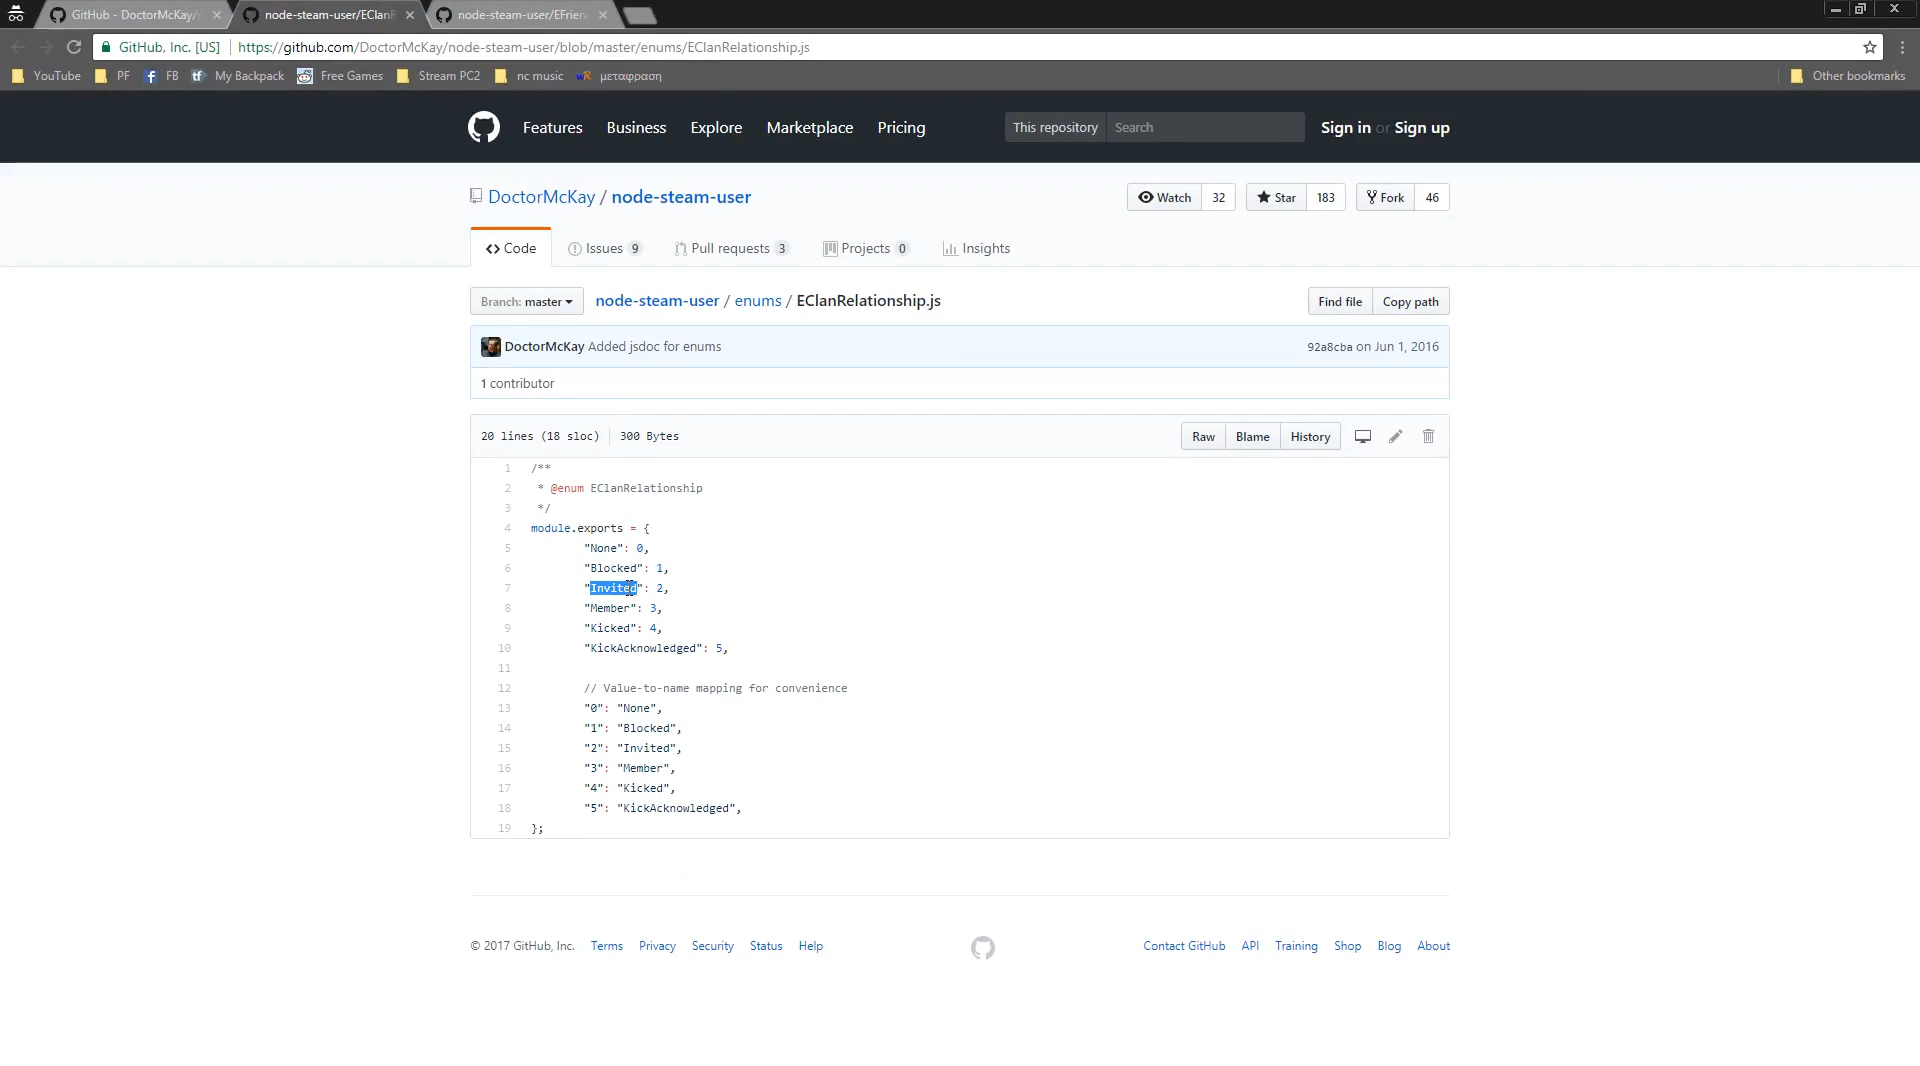 GitHub - DoctorMcKay/n
node-steam-user/EClanR
node-steam-user/EFrien
GitHub, Inc. [US]
https://github.com/DoctorMcKay/node-steam-user/blob/master/enums/EClanRelationship.js
YouTube
PF
FB
My Backpack
Free Games
Stream PC2
nc music
WR
μεταφραση
Other bookmarks
Features
Business
Explore
Marketplace
Pricing
This repository
Search
Sign in or Sign up
DoctorMcKay / node-steam-user
Watch 32
Star 183
Fork 46
Code
Issues 9
Pull requests 3
Projects 0
Insights
Branch: master
node-steam-user / enums / EClanRelationship.js
Find file
Copy path
DoctorMcKay Added jsdoc for enums
92a8cba on Jun 1, 2016
1 contributor
20 lines (18 sloc)
300 Bytes
Raw
Blame
History
1 /**
2 * @enum EClanRelationship
3 */
4 module.exports = {
5 "None": 0,
6 "Blocked": 1,
7 "Invited": 2,
8 "Member": 3,
9 "Kicked": 4,
10 "KickAcknowledged": 5,
11
12 // Value-to-name mapping for convenience
13 "0": "None",
14 "1": "Blocked",
15 "2": "Invited",
16 "3": "Member",
17 "4": "Kicked",
18 "5": "KickAcknowledged",
19 };
© 2017 GitHub, Inc.
Terms
Privacy
Security
Status
Help
Contact GitHub
API
Training
Shop
Blog
About